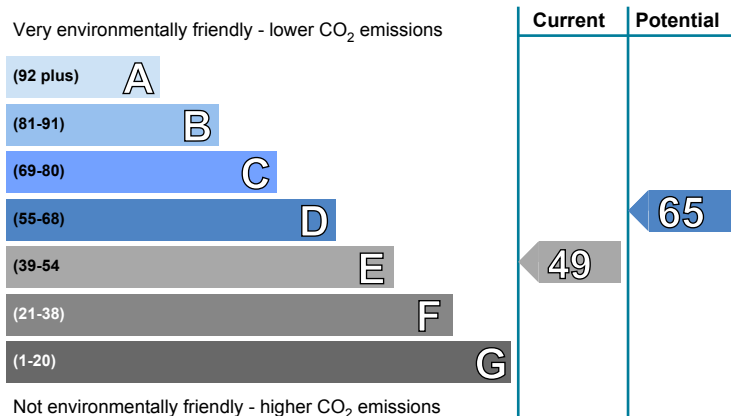 Very environmentally friendly - lower CO2 emissions
Current
Potential
(92 plus) A
(81-91) B
(69-80) C
(55-68) D
65
(39-54 E
49
(21-38) F
(1-20) G
Not environmentally friendly - higher CO2 emissions